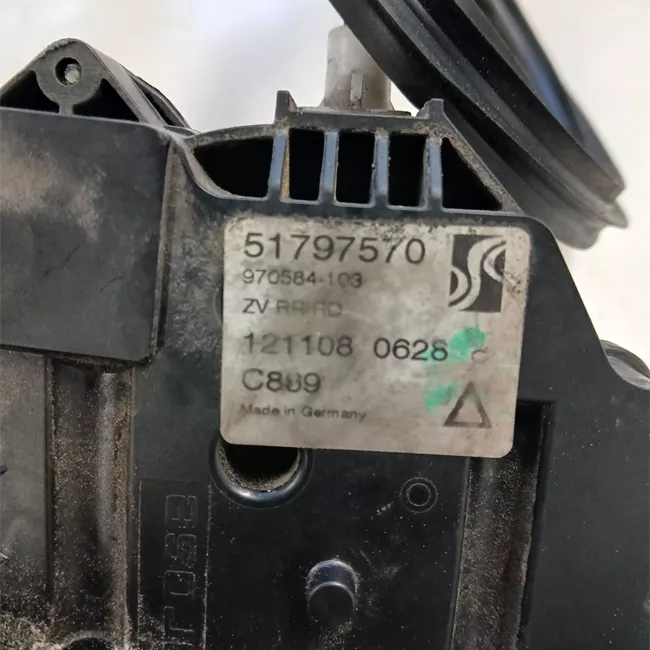 51797570
970584-103
ZV RR RD
121108 0628 C
C889
Made in Germany